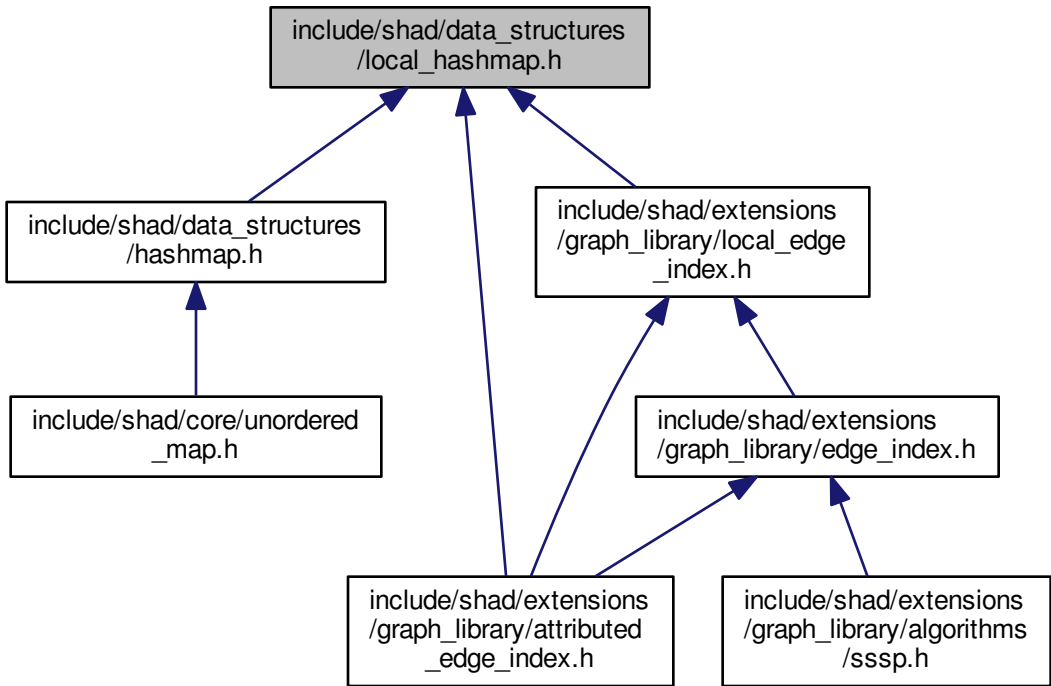 include/shad/data_structures
/local_hashmap.h
include/shad/data_structures
/hashmap.h
include/shad/extensions
/graph_library/local_edge
_index.h
include/shad/core/unordered
_map.h
include/shad/extensions
/graph_library/edge_index.h
include/shad/extensions
/graph_library/attributed
_edge_index.h
include/shad/extensions
/graph_library/algorithms
/sssp.h